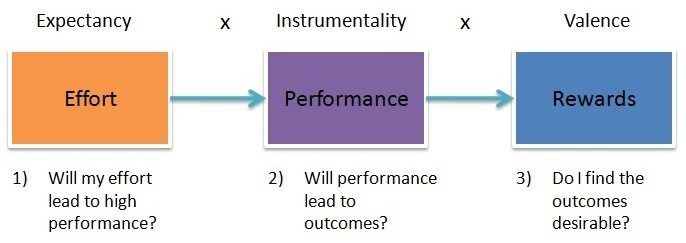 Expectancy x Instrumentality x Valence
Effort Performance Rewards
1) Will my effort
lead to high
performance?
2) Will performance
lead to
outcomes?
3) Do I find the
outcomes
desirable?